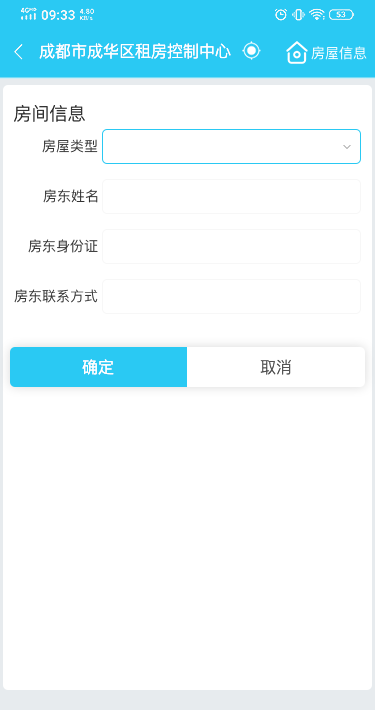 4G HD 09:33 4.80 KB/s 53
成都市成华区租房控制中心 房屋信息
房间信息
房屋类型
房东姓名
房东身份证
房东联系方式
确定 取消